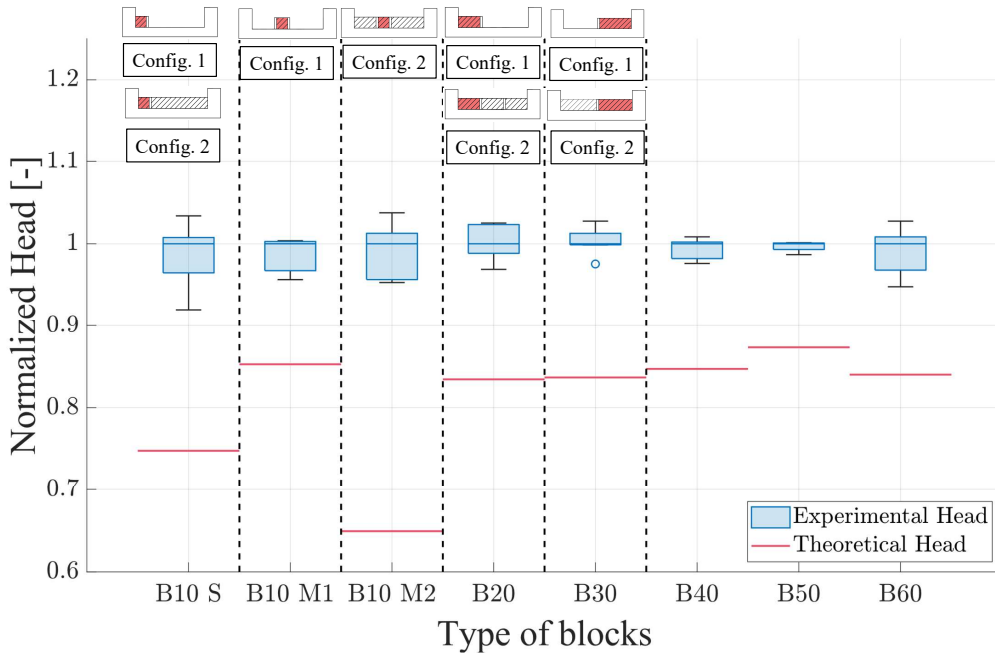 Config. 1
Config. 1
Config. 2
Config. 1
Config. 1
Config. 2
Config. 2
Config. 2
Normalized Head [-]
1.2
1.1
1
0.9
0.8
0.7
0.6
Experimental Head
Theoretical Head
B10 S
B10 M1
B10 M2
B20
B30
B40
B50
B60
Type of blocks